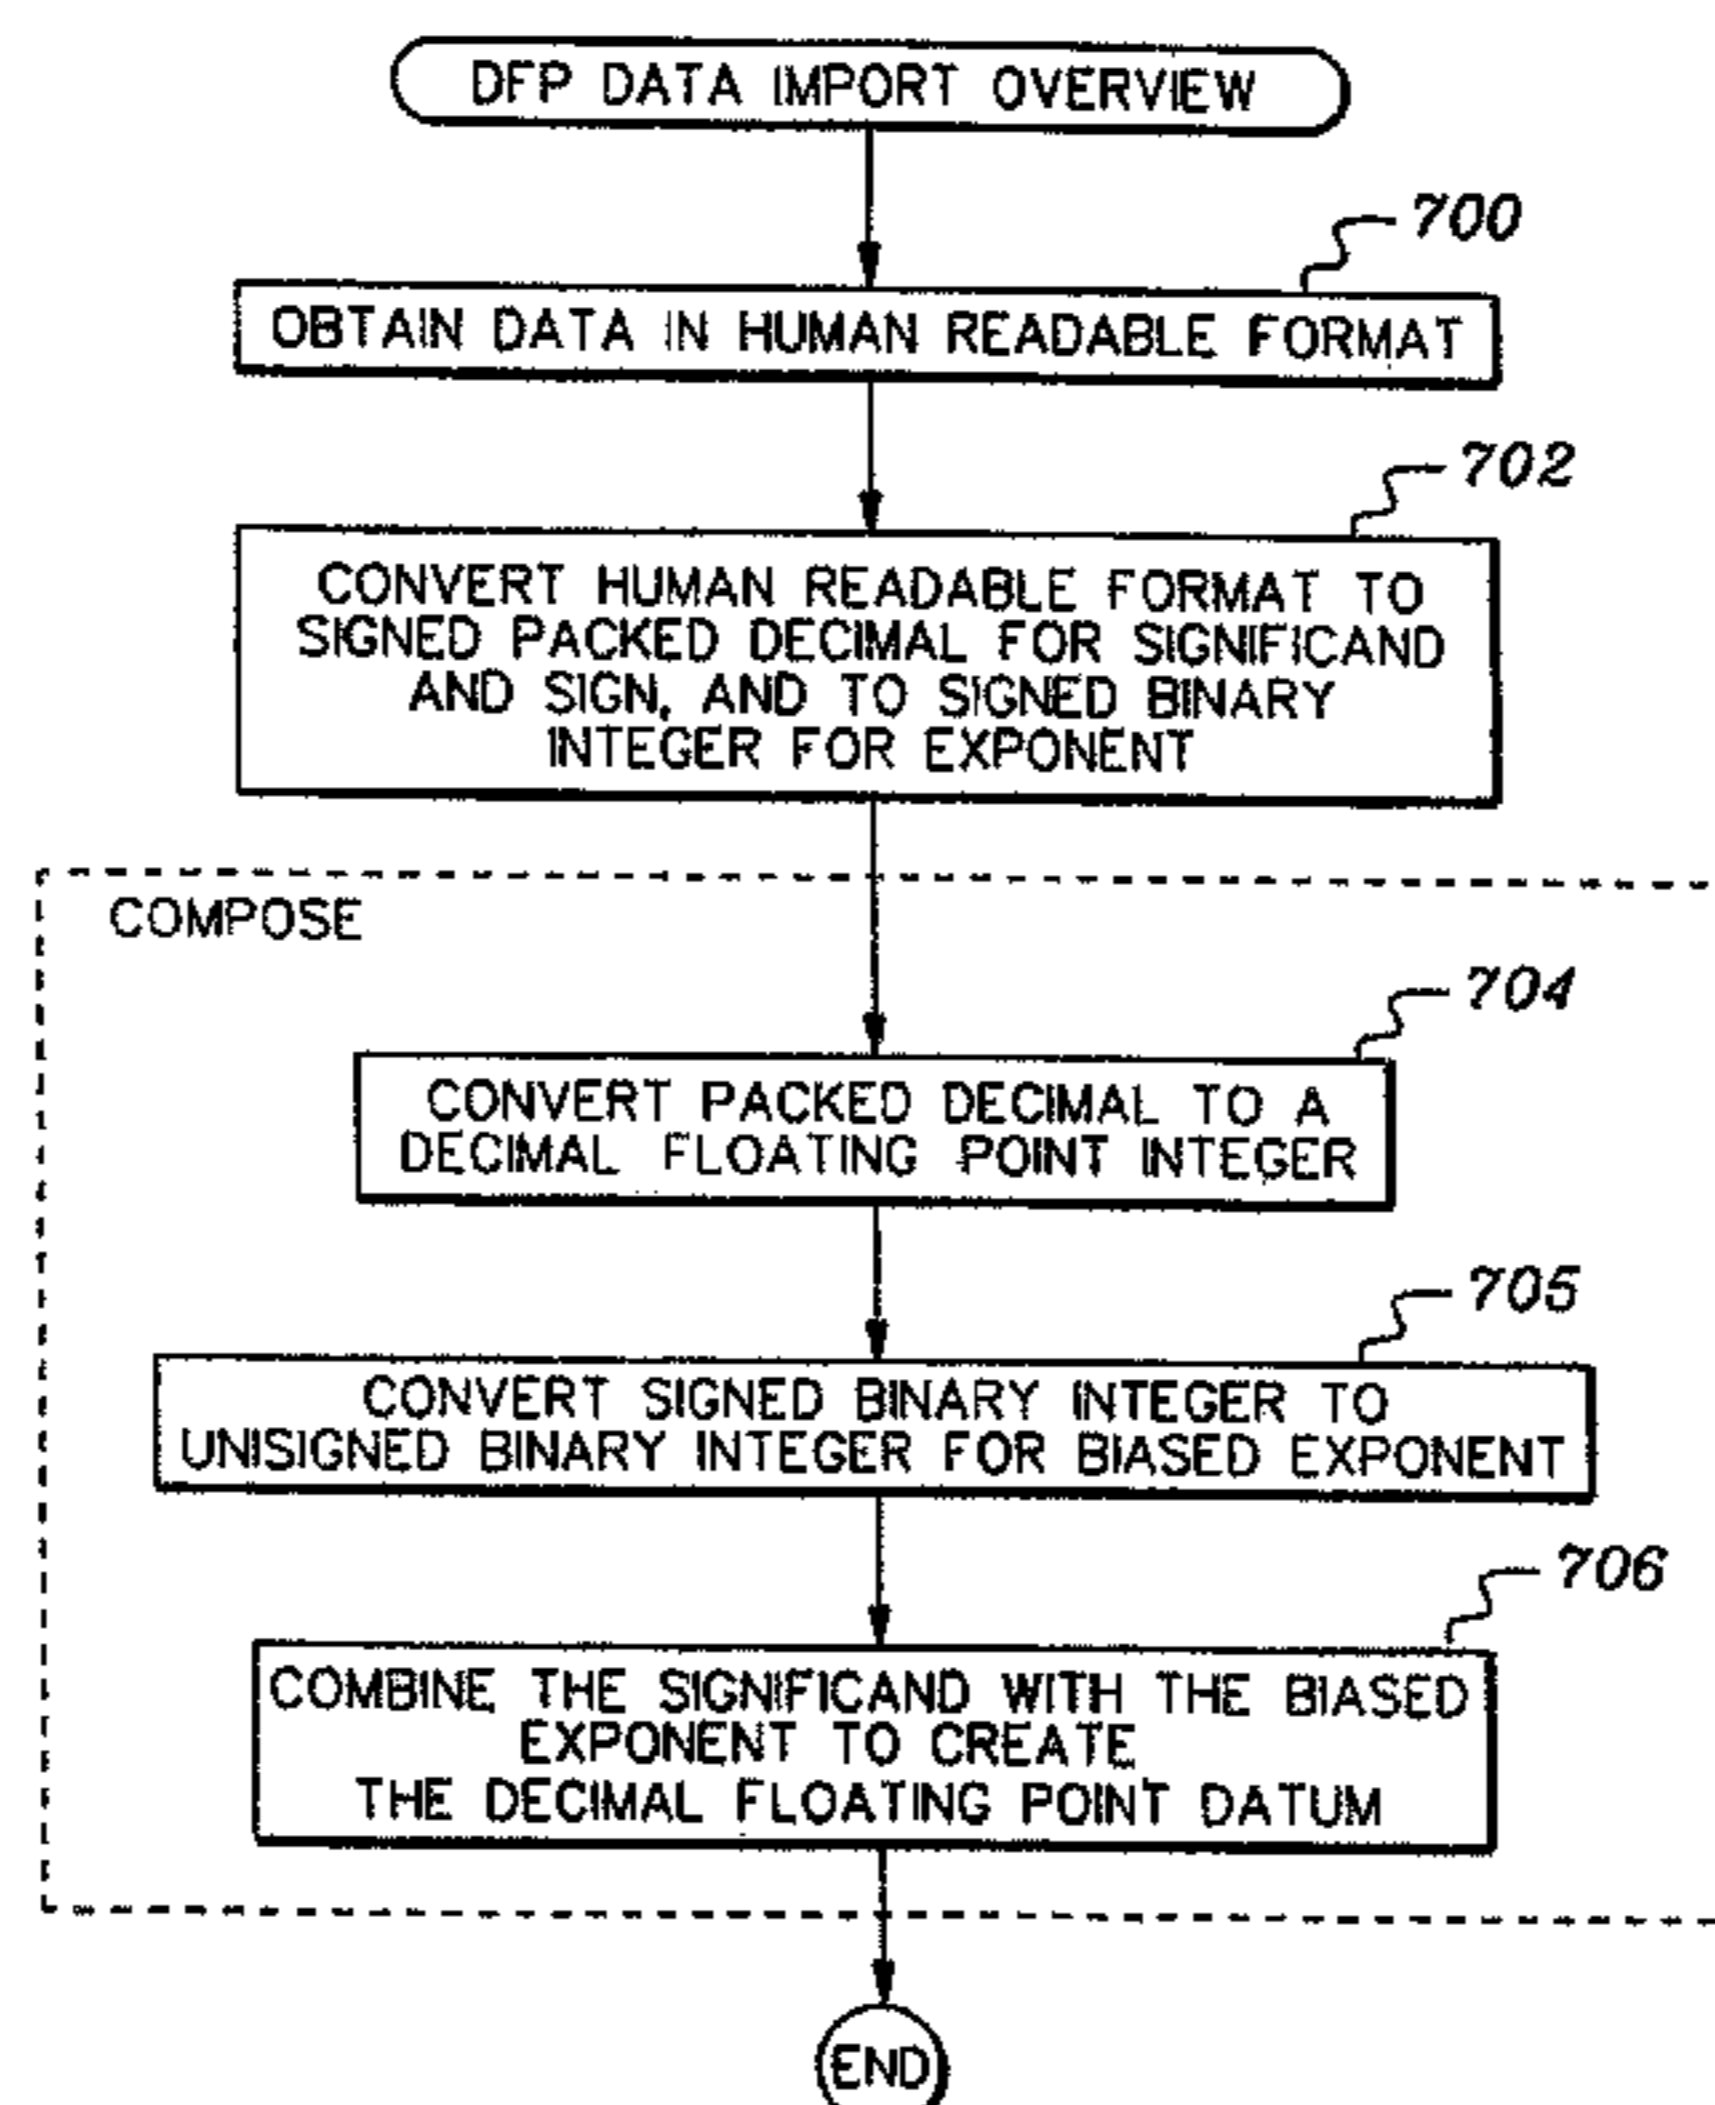 DFP DATA IMPORT OVERVIEW
700
OBTAIN DATA IN HUMAN READABLE FORMAT
702
CONVERT HUMAN READABLE FORMAT TO
SIGNED PACKED DECIMAL FOR SIGNIFICAND
AND SIGN, AND TO SIGNED BINARY
INTEGER FOR EXPONENT
COMPOSE
704
CONVERT PACKED DECIMAL TO A
DECIMAL FLOATING POINT INTEGER
705
CONVERT SIGNED BINARY INTEGER TO
UNISIGNED BINARY INTEGER FOR BIASED EXPONENT
706
COMBINE THE SIGNIFICAND WITH THE BIASED
EXPONENT TO CREATE
THE DECIMAL FLOATING POINT DATUM
END